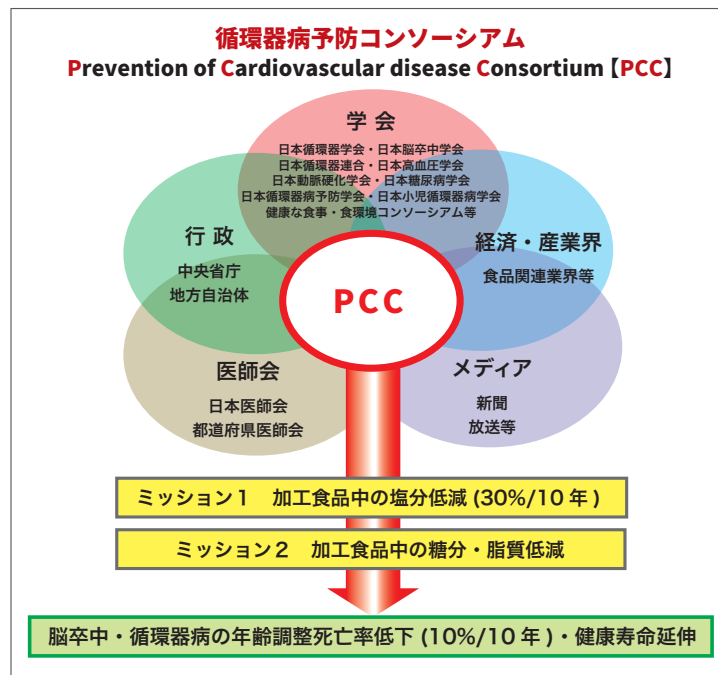 循環器病予防コンソーシアム
Prevention of Cardiovascular disease Consortium【PCC】
学 会
日本循環器学会・日本脳卒中学会
日本循環器連合・日本高血圧学会
日本動脈硬化学会・日本糖尿病学会
日本循環器病予防学会・日本小児循環器病学会
健康な食事・食環境コンソーシアム等
行 政
中央省庁
地方自治体
経済・産業界
食品関連業界等
PCC
医師会
日本医師会
都道府県医師会
メディア
新聞
放送等
ミッション1 加工食品中の塩分低減 (30%/10 年 )
ミッション2 加工食品中の糖分・脂質低減
脳卒中・循環器病の年齢調整死亡率低下 (10%/10 年 )・健康寿命延伸